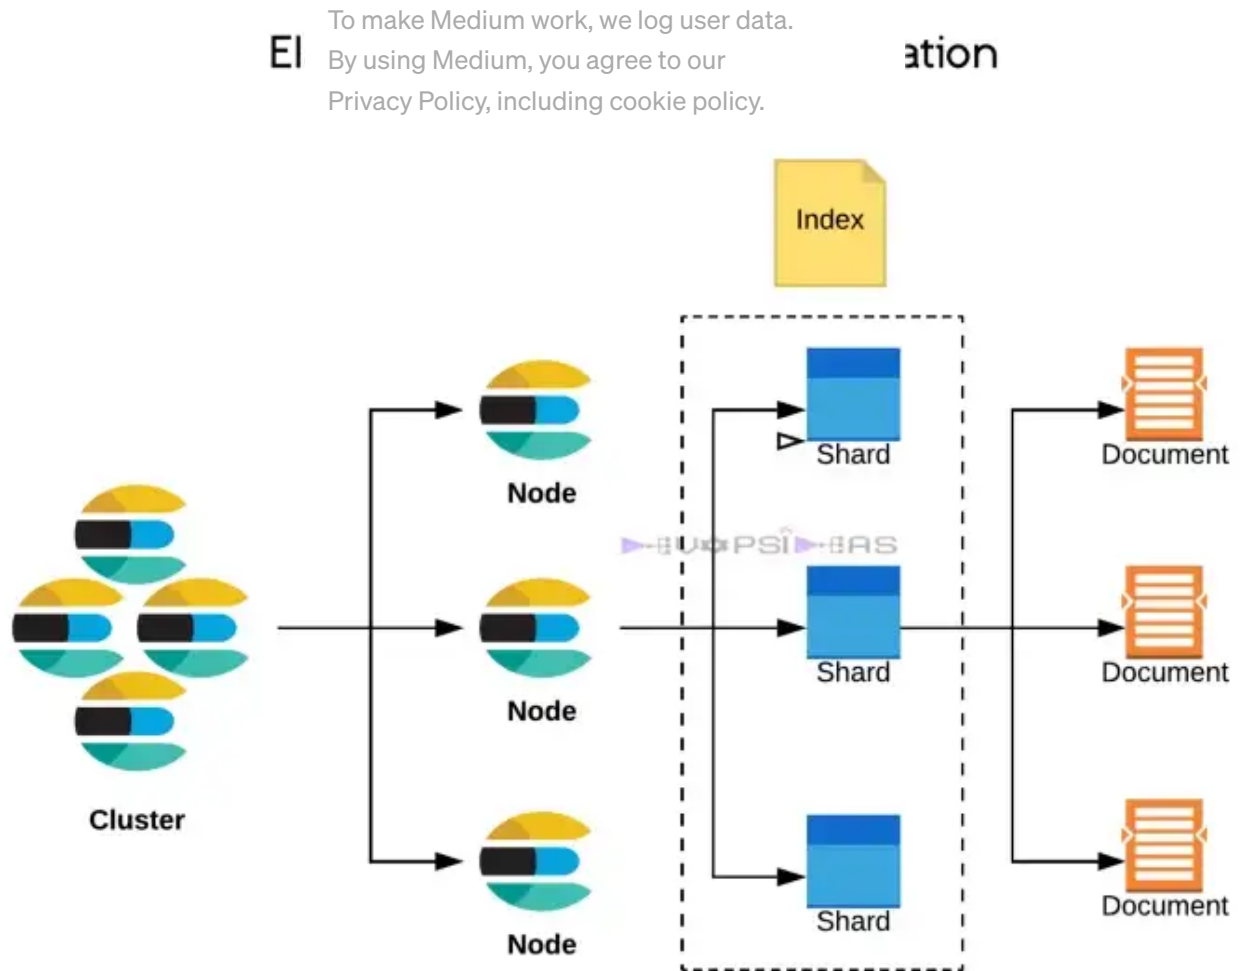 To make Medium work, we log user data.
El
By using Medium, you agree to our
ation
Privacy Policy, including cookie policy.
Index
Shard
Document
Node
Shard
Document
Node
Cluster
Shard
Document
Node